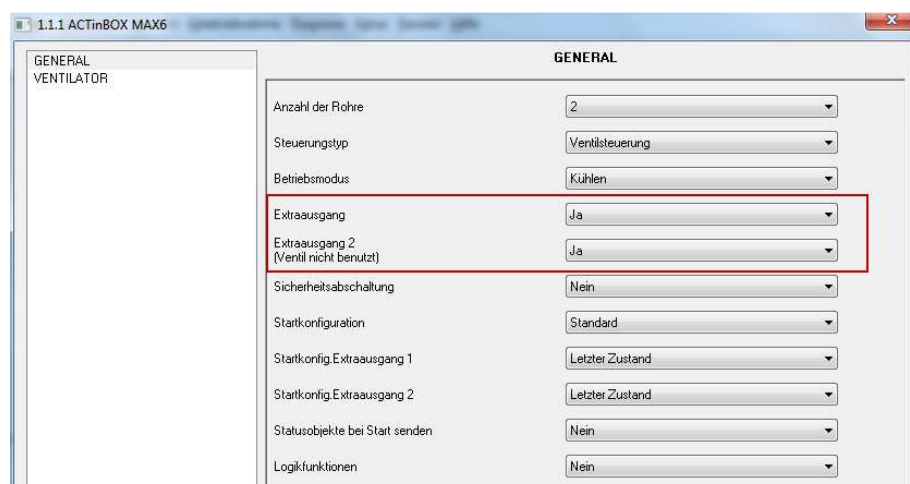 1.1.1 ACTinBOX MAX6
GENERAL
VENTILATOR
GENERAL
Anzahl der Rohre 2
Steuerungstyp Ventilsteuerung
Betriebsmodus Kühlen
Extraausgang Ja
Extraausgang 2
(Ventil nicht benutzt) Ja
Sicherheitsabschaltung Nein
Startkonfiguration Standard
Startkonfig.Extraausgang 1 Letzter Zustand
Startkonfig.Extraausgang 2 Letzter Zustand
Statusobjekte bei Start senden Nein
Logikfunktionen Nein